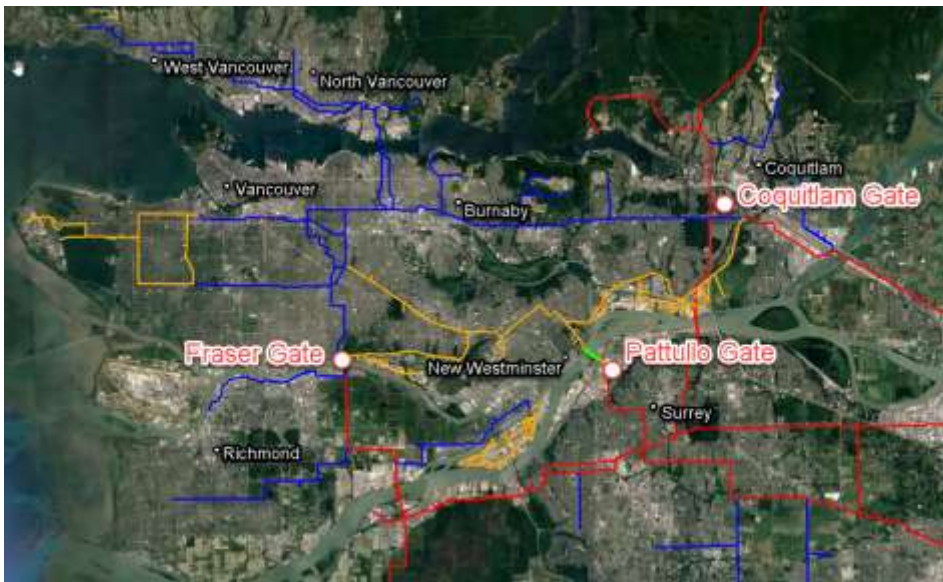 West Vancouver
North Vancouver
Coquitlam
Vancouver
Coquitlam Gate
Burnaby
Fraser Gate
New Westminster
Pattullo Gate
Surrey
Richmond